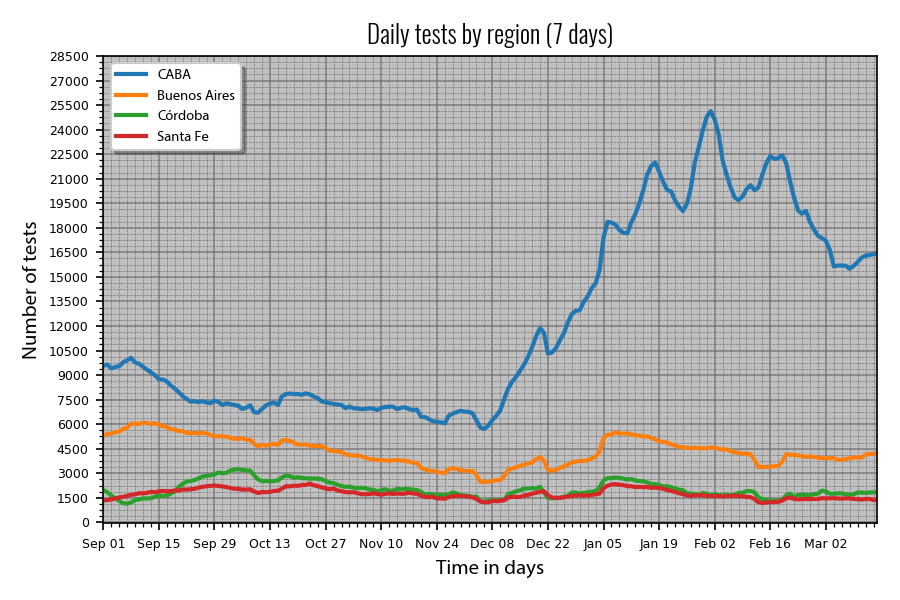 Daily tests by region (7 days)
CABA
Buenos Aires
Córdoba
Santa Fe
Number of tests
28500
27000
25500
24000
22500
21000
19500
18000
16500
15000
13500
12000
10500
9000
7500
6000
4500
3000
1500
0
Sep 01 Sep 15 Sep 29 Oct 13 Oct 27 Nov 10 Nov 24 Dec 08 Dec 22 Jan 05 Jan 19 Feb 02 Feb 16 Mar 02
Time in days